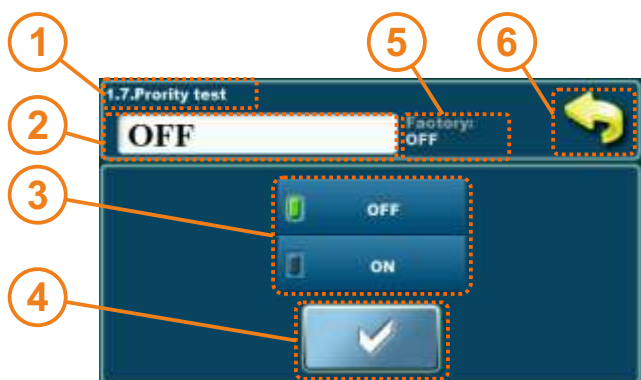 1
5
6
1.7.Prority test
2
OFF
Factory:
OFF
3
OFF
ON
4